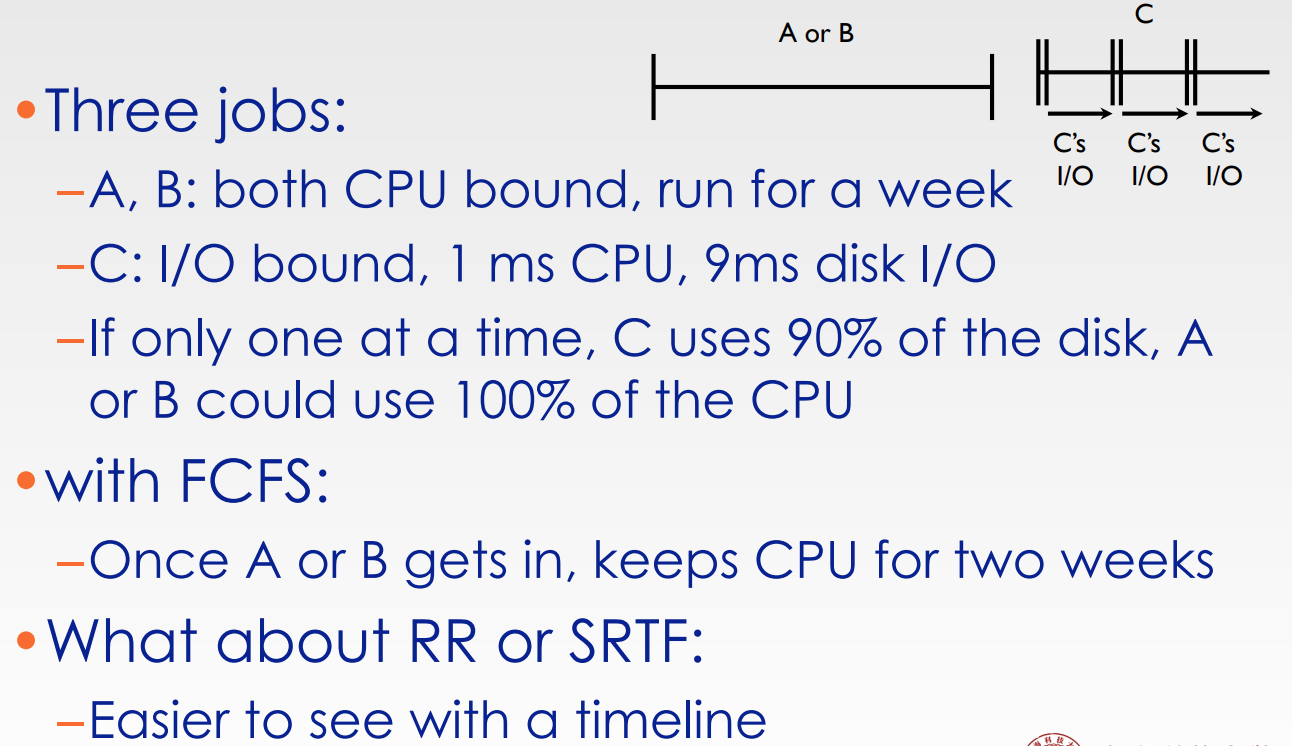 A or B
C
•Three jobs:
C's C's C's
I/O I/O I/O
–A, B: both CPU bound, run for a week
–C: I/O bound, 1 ms CPU, 9ms disk I/O
–If only one at a time, C uses 90% of the disk, A
or B could use 100% of the CPU
•with FCFS:
–Once A or B gets in, keeps CPU for two weeks
•What about RR or SRTF:
–Easier to see with a timeline